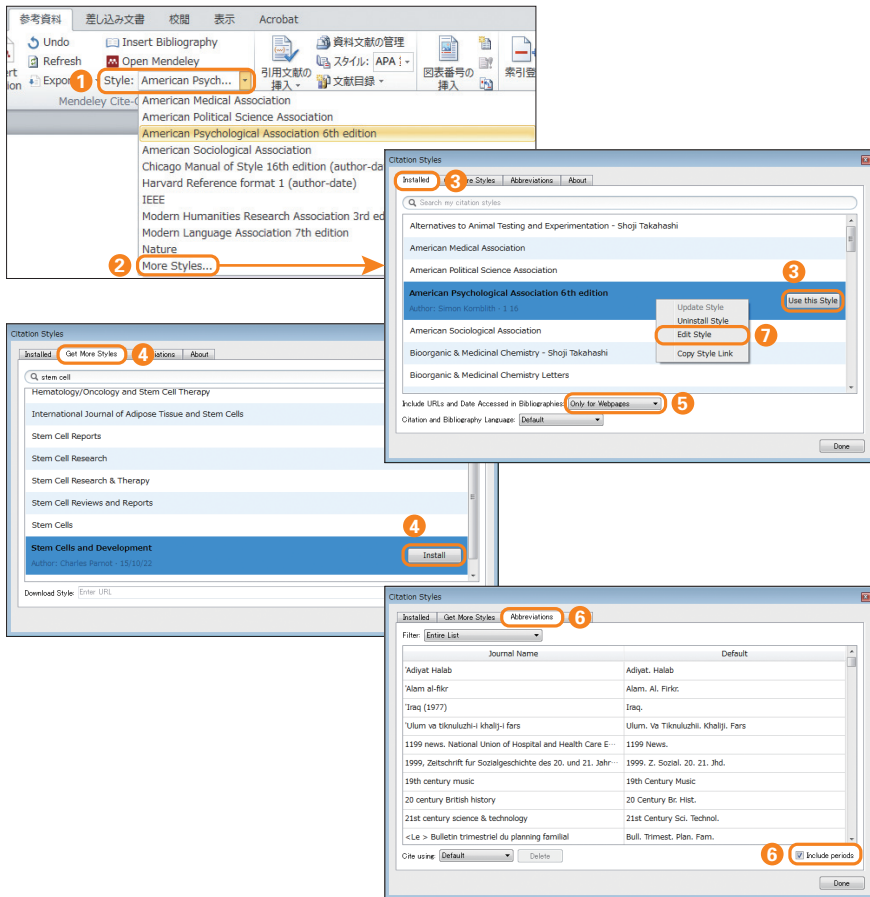 参考資料 差し込み文書 校閲 表示 Acrobat
Undo Insert Bibliography 資料文献の管理
Refresh Open Mendeley スタイル: APA
Style: American Psych... 引用文献の挿入 文献目録 図表番号の挿入 索引登
Mendeley Cite-
1
American Medical Association
American Political Science Association
American Psychological Association 6th edition
American Sociological Association
Chicago Manual of Style 16th edition (author-da
Harvard Reference format 1 (author-date)
IEEE
Modern Humanities Research Association 3rd ed
Modern Language Association 7th edition
Nature
2 More Styles...
Citation Styles
Installed 3 More Styles Abbreviations About
Search my citation styles
Alternatives to Animal Testing and Experimentation - Shoji Takahashi
American Medical Association
American Political Science Association
3
American Psychological Association 6th edition
Use this Style
Author: Simon Kornblith - 1 16
Update Style
Uninstall Style
Edit Style 7
Copy Style Link
American Sociological Association
Bioorganic & Medicinal Chemistry - Shoji Takahashi
Bioorganic & Medicinal Chemistry Letters
Include URLs and Date Accessed in Bibliographies: Only for Webpages 5
Citation and Bibliography Language: Default
Done
Citation Styles
Installed Get More Styles 4 iations About
stem cell
Hematology/Oncology and Stem Cell Therapy
International Journal of Adipose Tissue and Stem Cells
Stem Cell Reports
Stem Cell Research
Stem Cell Research & Therapy
Stem Cell Reviews and Reports
Stem Cells
4
Stem Cells and Development
Install
Author: Charles Parnot - 15/10/22
Download Style: Enter URL
Citation Styles
Installed Get More Styles Abbreviations 6
Filter: Entire List
Journal Name Default
'Adiyat Halab Adiyat. Halab
'Alam al-fikr Alam. Al. Firkr.
'Iraq (1977) Iraq.
'Ulum va tiknuluzhi-i khalij-i fars Ulum. Va Tiknuluzhii. Khaliji. Fars
1199 news. National Union of Hospital and Health Care E… 1199 News.
1999, Zeitschrift fur Sozialgeschichte des 20. und 21. Jahr… 1999. Z. Sozial. 20. 21. Jhd.
19th century music 19th Century Music
20 century British history 20 Century Br. Hist.
21st century science & technology 21st Century Sci. Technol.
<Le > Bulletin trimestriel du planning familial Bull. Trimest. Plan. Fam.
Cite using: Default Delete 6 Include periods
Done